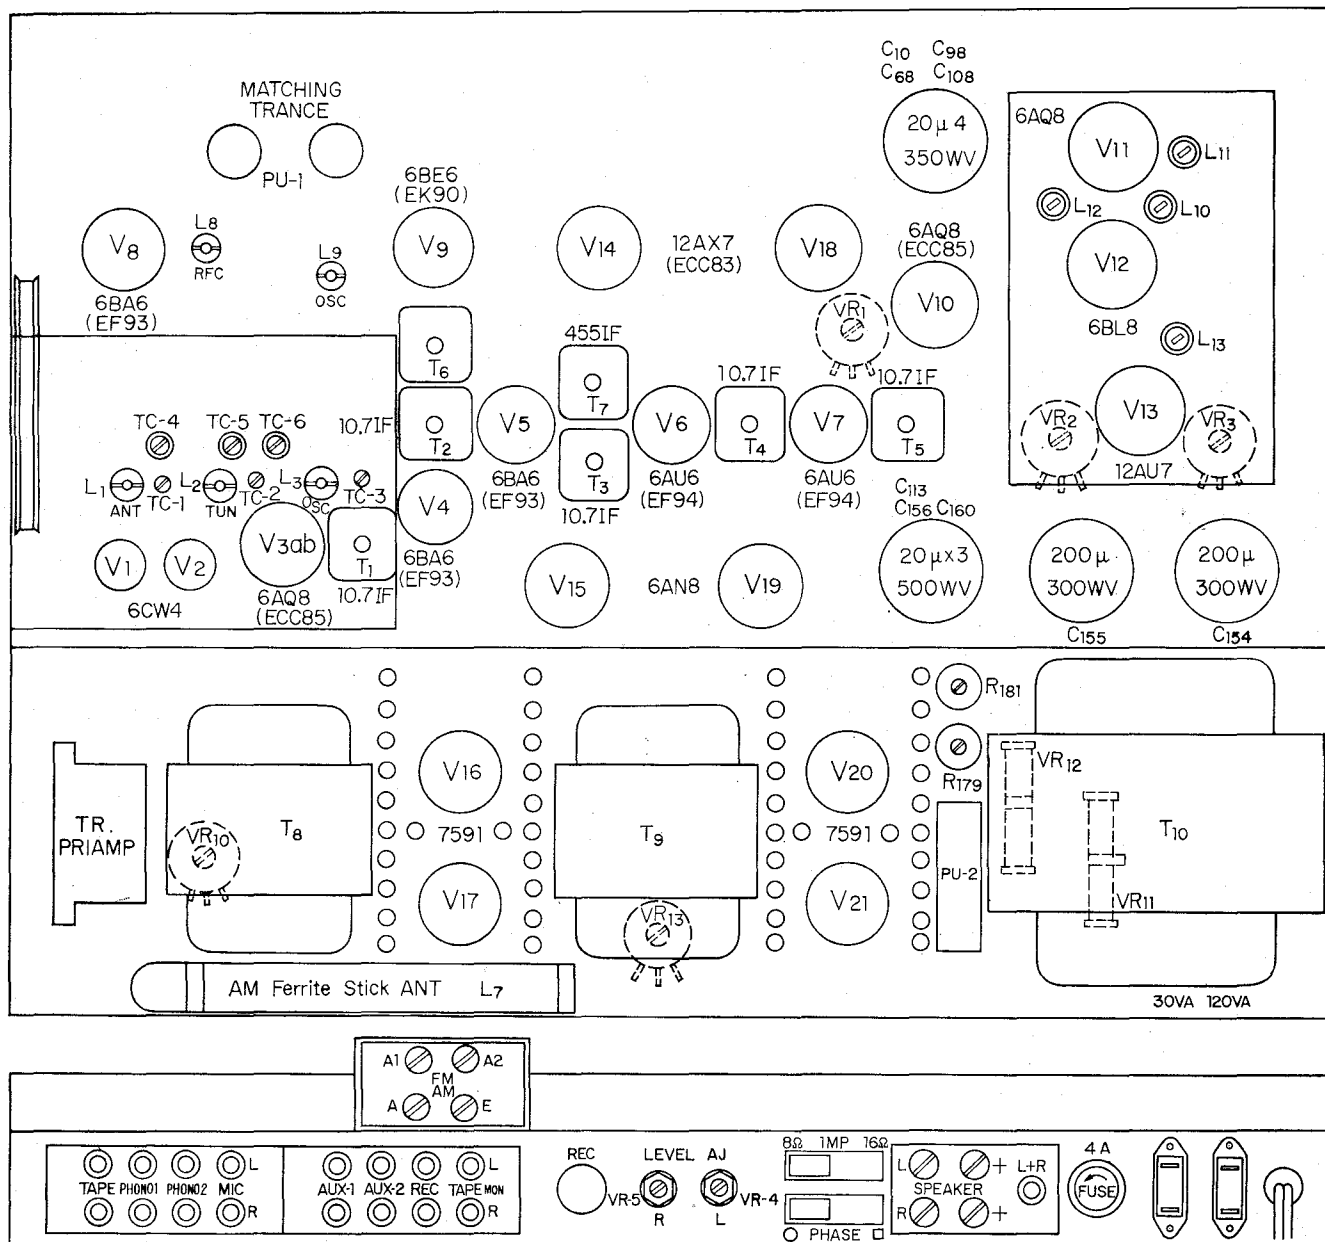 C10 C98
C68 C108
MATCHING
TRANCE
PU-1
20μ4
350WV
6AQ8
V11
L11
L12
L10
6BE6
(EK90)
L8
RFC
L9
OSC
V8
V9
V14
12AX7
(ECC83)
V18
6AQ8
(ECC85)
V10
V12
6BL8
L13
6BA6
(EF93)
VR1
T6
455IF
T7
10.7IF
10.7IF
TC-4
TC-5
TC-6
10.7IF
T2
V5
V6
T4
V7
T5
V13
VR2
VR3
12AU7
L1
ANT
TC-1
L2
TUN
TC-2
L3
OSC
TC-3
6BA6
(EF93)
T3
10.7IF
6AU6
(EF94)
6AU6
(EF94)
C113
C156 C160
V4
6BA6
(EF93)
V1
V2
6CW4
V3ab
6AQ8
(ECC85)
T1
10.7IF
V15
6AN8
V19
20μx3
500WV
200μ
300WV
C155
200μ
300WV
C154
R181
R179
VR12
TR.
PRIAMP
T8
VR10
V16
7591
V17
T9
VR13
V20
7591
V21
PU-2
T10
VR11
AM Ferrite Stick ANT L7
30VA 120VA
A1
A2
FM
AM
A
E
L
TAPE PHONO1 PHONO2 MIC
R
L
AUX-1 AUX-2 REC TAPE MON
R
REC
LEVEL AJ
VR-5
R
L
VR-4
8Ω 1MP 16Ω
PHASE
L
+
SPEAKER
R
+
L+R
4A
FUSE